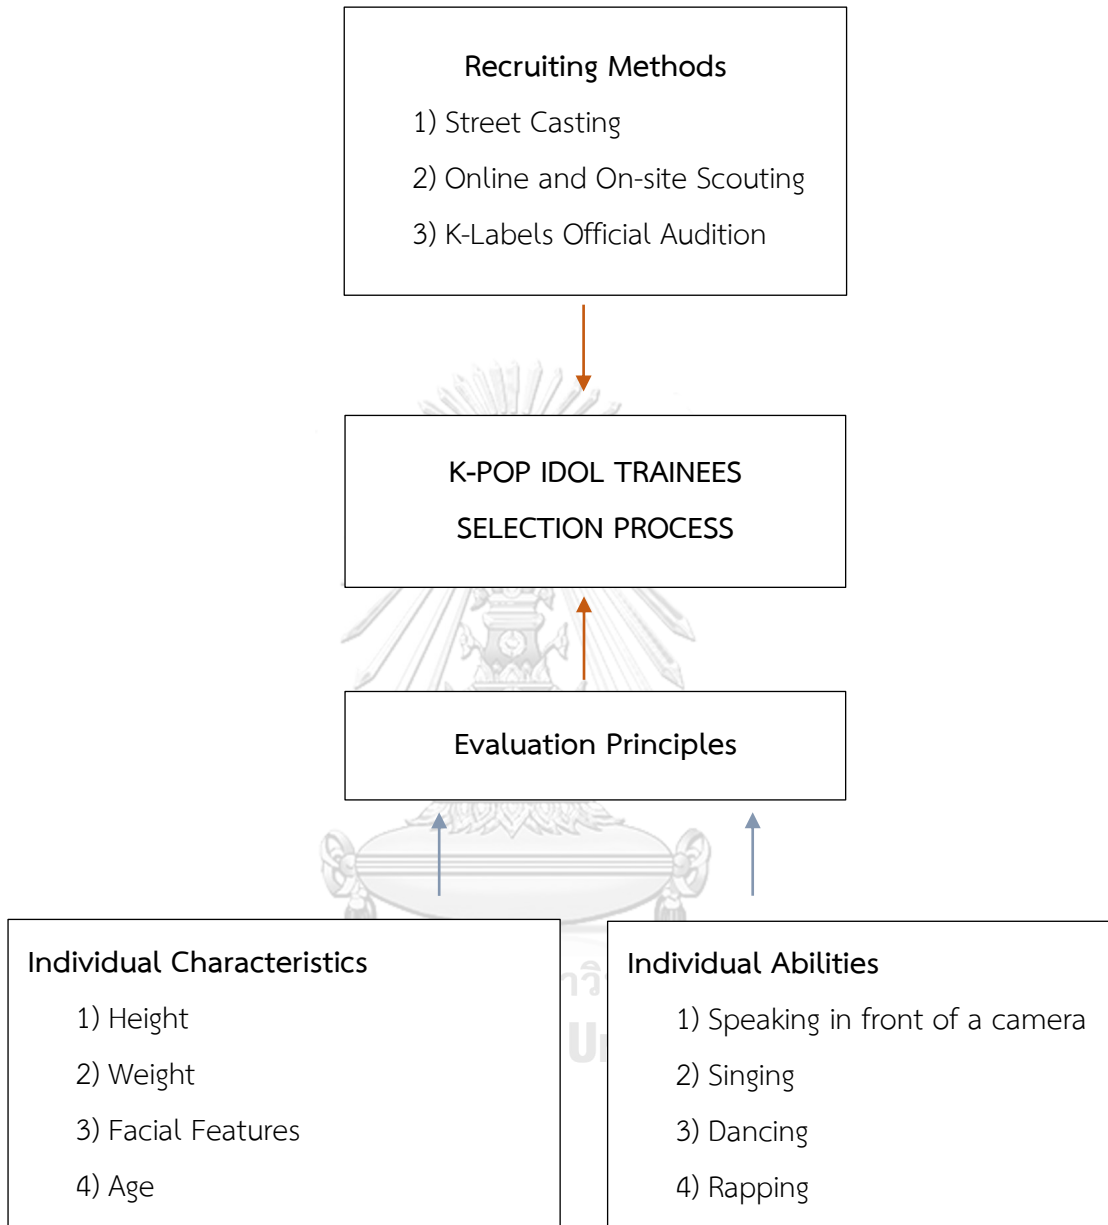 Recruiting Methods
1) Street Casting
2) Online and On-site Scouting
3) K-Labels Official Audition
K-POP IDOL TRAINEES
SELECTION PROCESS
Evaluation Principles
Individual Characteristics
1) Height
2) Weight
3) Facial Features
4) Age
Individual Abilities
1) Speaking in front of a camera
2) Singing
3) Dancing
4) Rapping